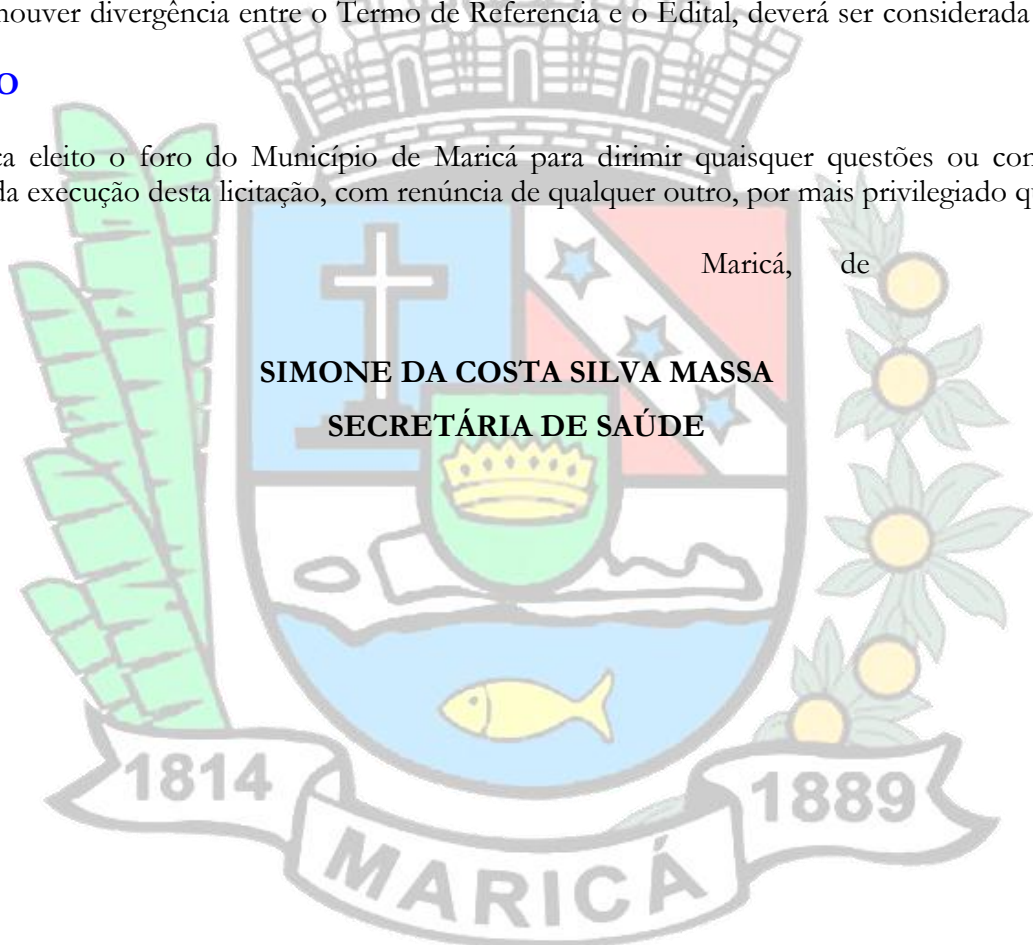 houver divergência entre o Termo de Referencia e o Edital, deverá ser considerada
O
eleito o foro do Município de Maricá para dirimir quaisquer questões ou
da execução desta licitação, com renúncia de qualquer outro, por mais privilegiado
Maricá, de
SIMONE DA COSTA SILVA MASSA
SECRETÁRIA DE SAÚDE
1814
1889
MARICÁ